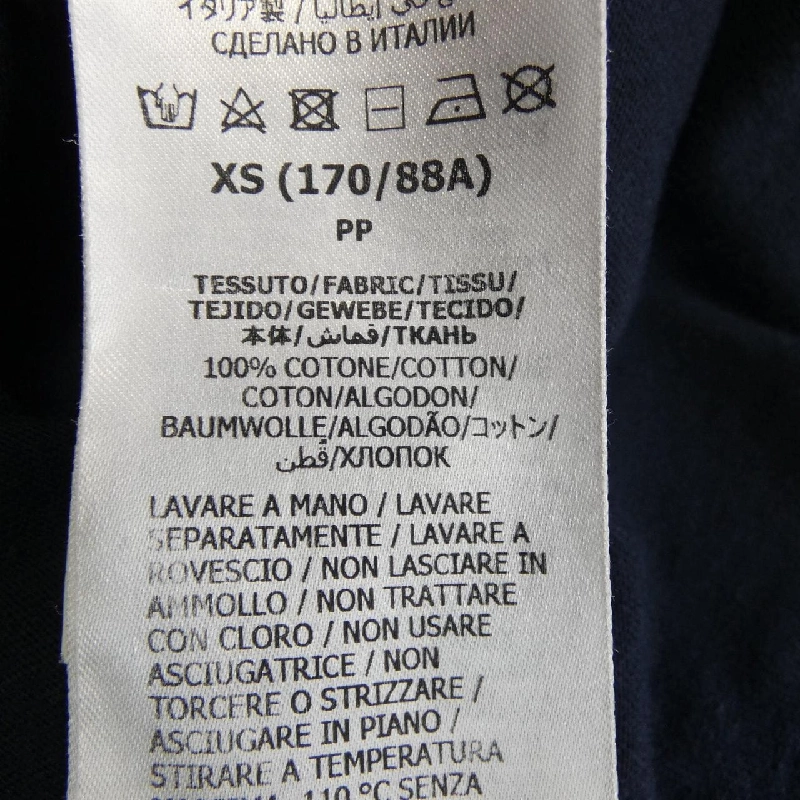 イタリア製 / في إيطاليا
СДЕЛАНО В ИТАЛИИ
XS (170/88A)
PP
TESSUTO/FABRIC/TISSU/
TEJIDO/GEWEBE/TECIDO/
本体/قماش/ТКАНЬ
100% COTONE/COTTON/
COTON/ALGODON/
BAUMWOLLE/ALGODÃO/コットン/
قطن/ХЛОПОК
LAVARE A MANO / LAVARE
SEPARATAMENTE / LAVARE A
ROVESCIO / NON LASCIARE IN
AMMOLLO / NON TRATTARE
CON CLORO / NON USARE
ASCIUGATRICE / NON
TORCERE O STRIZZARE /
ASCIUGARE IN PIANO /
STIRARE A TEMPERATURA
110 °C SENZA